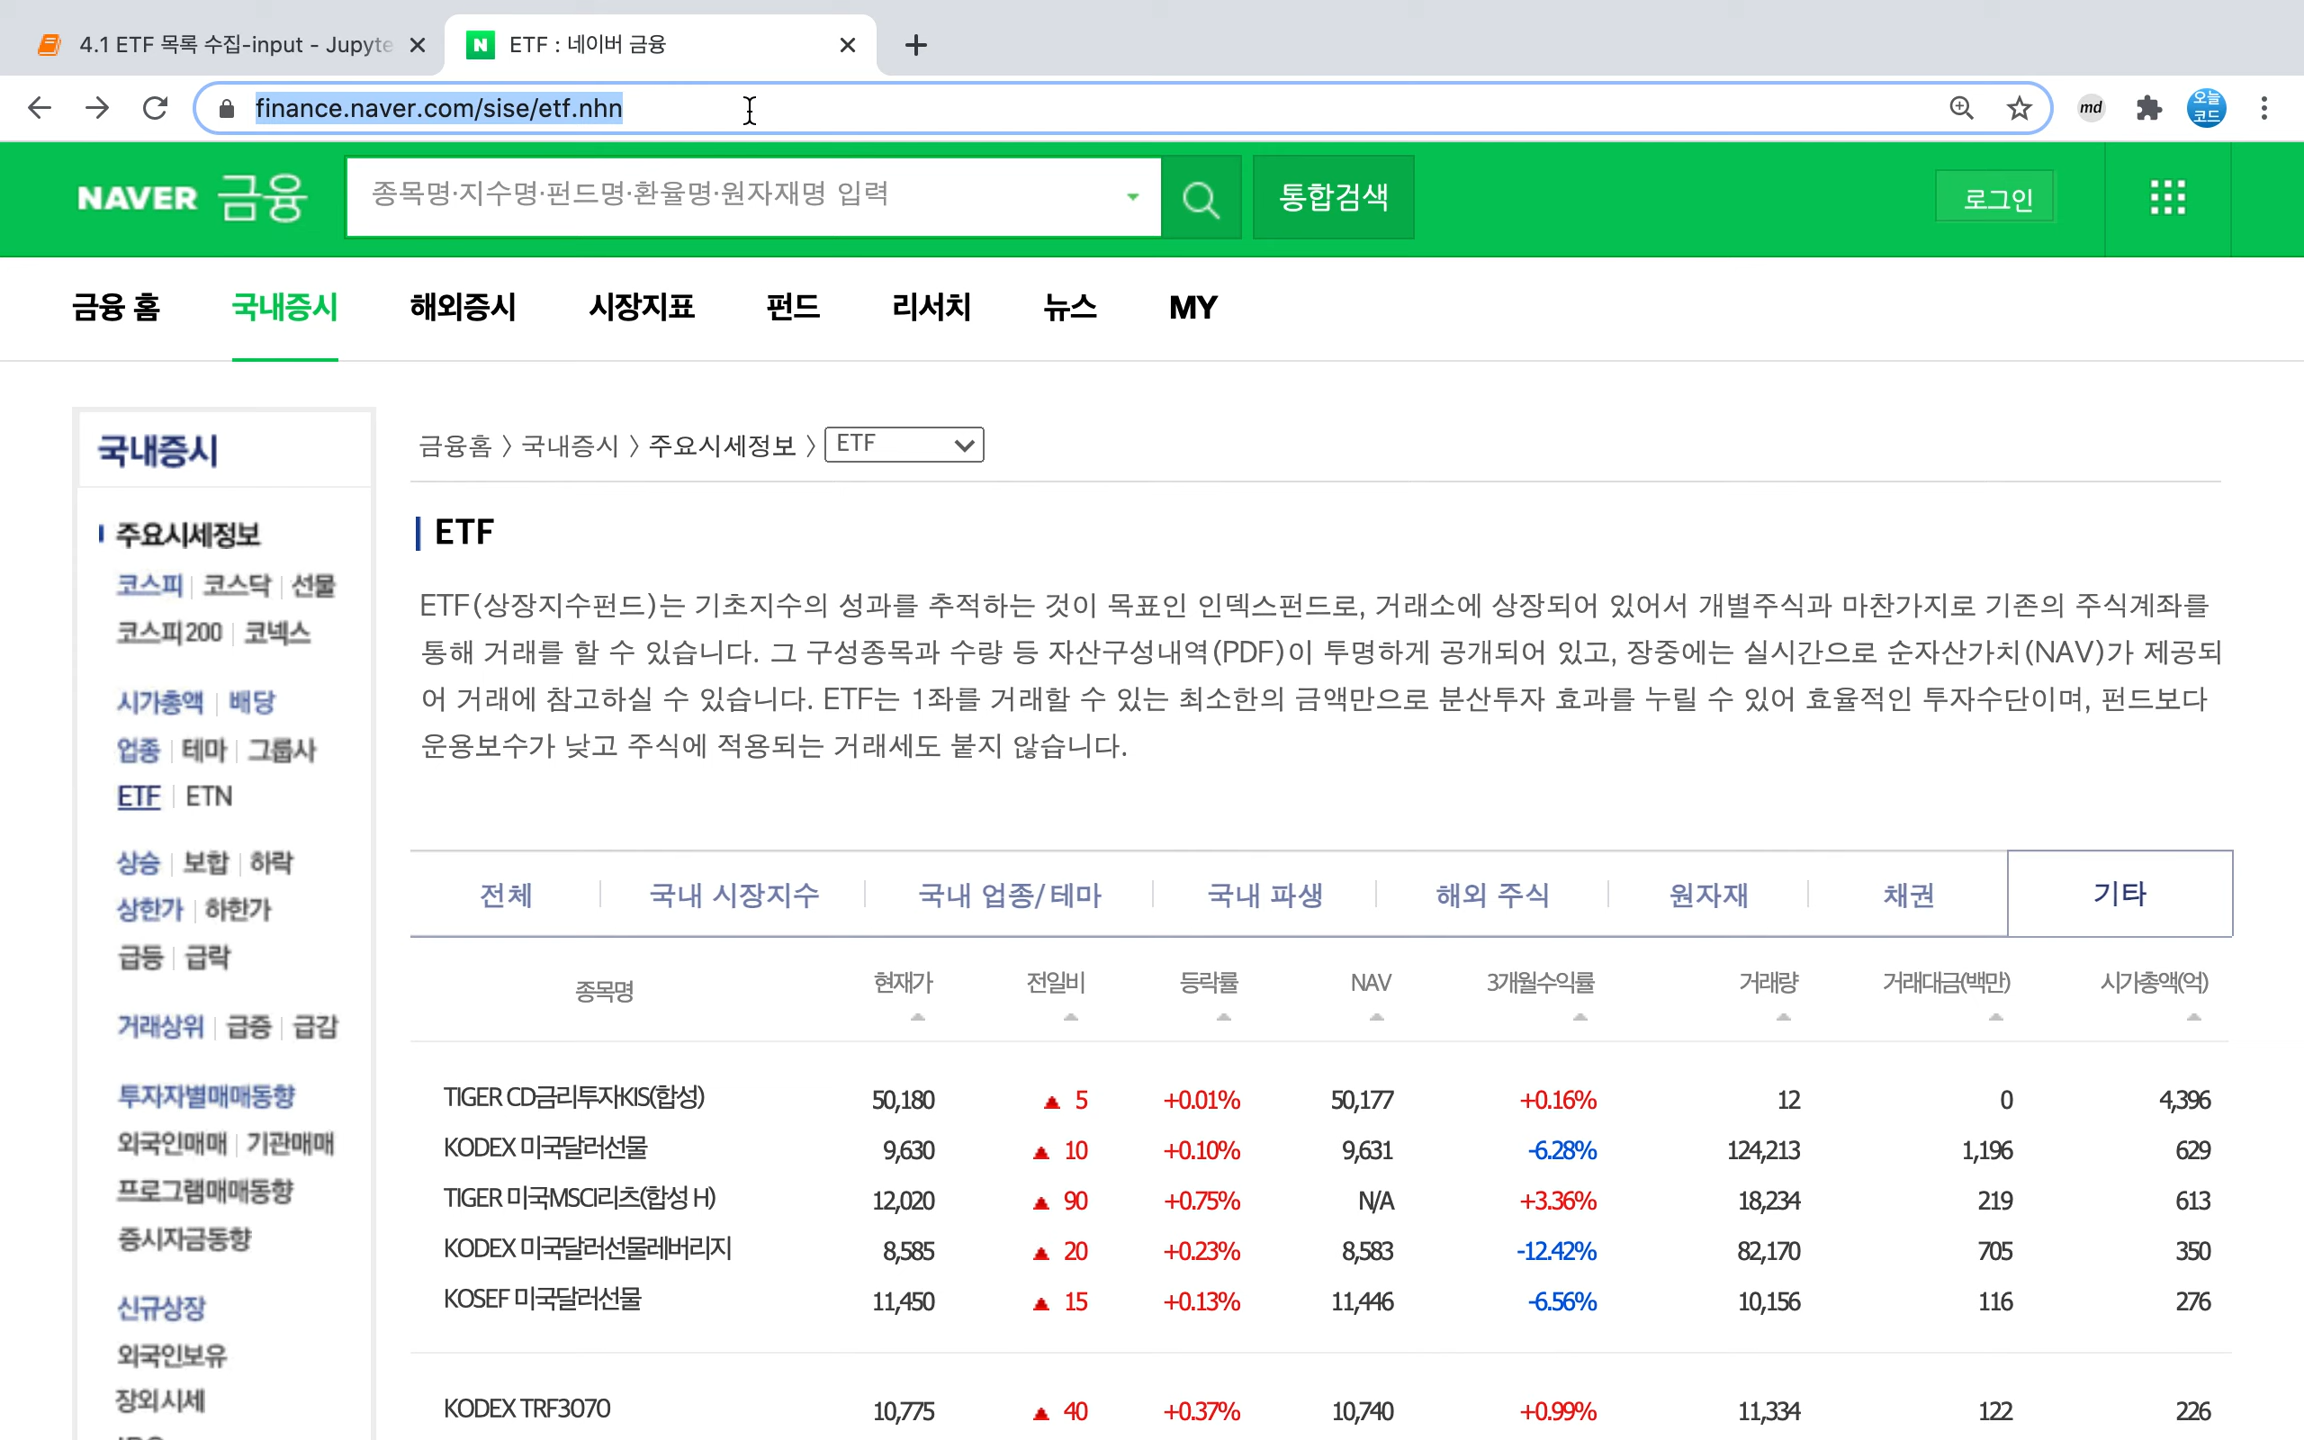 4.1 ETF 목록 수집-input - Jupyte
ETF : 네이버 금융
finance.naver.com/sise/etf.nhn
md
오늘
코드
NAVER 금융
종목명·지수명·펀드명·환율명·원자재명 입력
통합검색
로그인
금융 홈 국내증시 해외증시 시장지표 펀드 리서치 뉴스 MY
국내증시
주요시세정보
코스피 코스닥 선물
코스피200 코넥스
시가총액 배당
업종 테마 그룹사
ETF ETN
상승 보합 하락
상한가 하한가
급등 급락
거래상위 급증 급감
투자자별매매동향
외국인매매 기관매매
프로그램매매동향
증시자금동향
신규상장
외국인보유
장외시세
금융홈 〉 국내증시 〉 주요시세정보 〉 ETF
ETF
ETF(상장지수펀드)는 기초지수의 성과를 추적하는 것이 목표인 인덱스펀드로, 거래소에 상장되어 있어서 개별주식과 마찬가지로 기존의 주식계좌를
통해 거래를 할 수 있습니다. 그 구성종목과 수량 등 자산구성내역(PDF)이 투명하게 공개되어 있고, 장중에는 실시간으로 순자산가치(NAV)가 제공되
어 거래에 참고하실 수 있습니다. ETF는 1좌를 거래할 수 있는 최소한의 금액만으로 분산투자 효과를 누릴 수 있어 효율적인 투자수단이며, 펀드보다
운용보수가 낮고 주식에 적용되는 거래세도 붙지 않습니다.
전체 국내 시장지수 국내 업종/테마 국내 파생 해외 주식 원자재 채권 기타
종목명 현재가 전일비 등락률 NAV 3개월수익률 거래량 거래대금(백만) 시가총액(억)
TIGER CD금리투자KIS(합성) 50,180 ▲ 5 +0.01% 50,177 +0.16% 12 0 4,396
KODEX 미국달러선물 9,630 ▲ 10 +0.10% 9,631 -6.28% 124,213 1,196 629
TIGER 미국MSCI리츠(합성 H) 12,020 ▲ 90 +0.75% N/A +3.36% 18,234 219 613
KODEX 미국달러선물레버리지 8,585 ▲ 20 +0.23% 8,583 -12.42% 82,170 705 350
KOSEF 미국달러선물 11,450 ▲ 15 +0.13% 11,446 -6.56% 10,156 116 276
KODEX TRF3070 10,775 ▲ 40 +0.37% 10,740 +0.99% 11,334 122 226